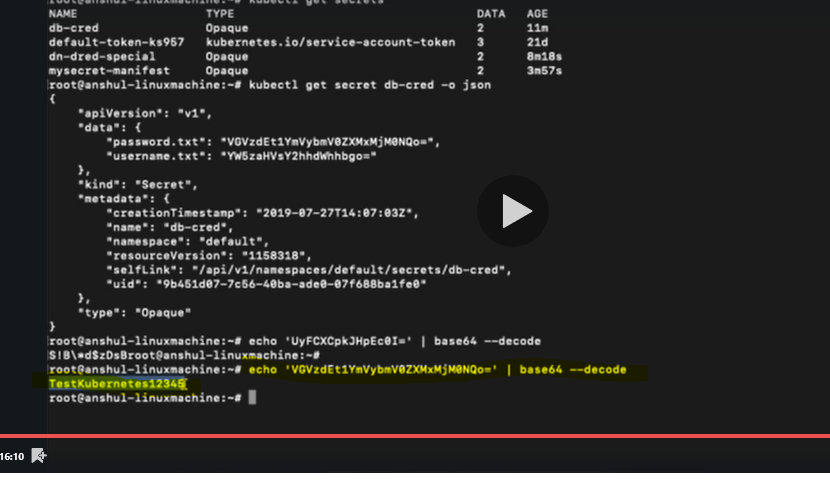 root@anshul-linuxmachine:~# kubectl get secrets
NAME TYPE DATA AGE
db-cred Opaque 2 11m
default-token-ks957 kubernetes.io/service-account-token 3 21d
dn-dred-special Opaque 2 8m18s
mysecret-manifest Opaque 2 3m57s
root@anshul-linuxmachine:~# kubectl get secret db-cred -o json
{
"apiVersion": "v1",
"data": {
"password.txt": "VGVzdEt1YmVybmV0ZXMxMjM0NQo=",
"username.txt": "YW5zaHVsY2hhdWhhbgo="
},
"kind": "Secret",
"metadata": {
"creationTimestamp": "2019-07-27T14:07:03Z",
"name": "db-cred",
"namespace": "default",
"resourceVersion": "1158318",
"selfLink": "/api/v1/namespaces/default/secrets/db-cred",
"uid": "9b451d07-7c56-40ba-ade0-07f688ba1fe0"
},
"type": "Opaque"
}
root@anshul-linuxmachine:~# echo 'UyFCXCpkJHpEc0I=' | base64 --decode
S!B\*d$zDsBroot@anshul-linuxmachine:~#
root@anshul-linuxmachine:~# echo 'VGVzdEt1YmVybmV0ZXMxMjM0NQo=' | base64 --decode
TestKubernetes12345
root@anshul-linuxmachine:~#
16:10